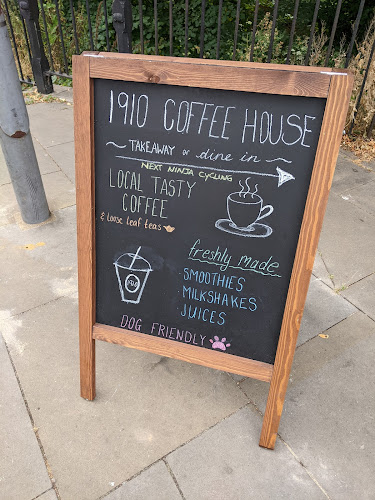 1910 COFFEE HOUSE
TAKEAWAY or dine in
NEXT NINJA CYCLING
LOCAL TASTY
COFFEE
& loose leaf teas
freshly made
SMOOTHIES
MILKSHAKES
JUICES
DOG FRIENDLY